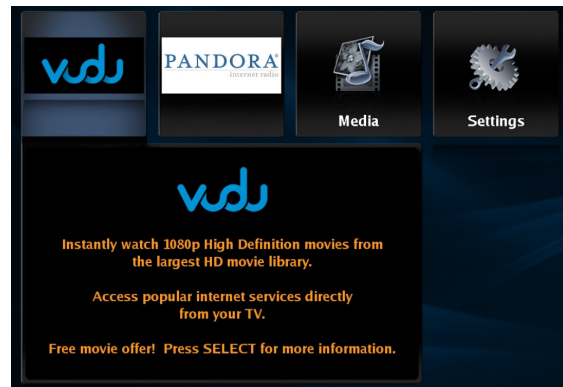 vudu
PANDORA®
internet radio
Media
Settings
vudu
Instantly watch 1080p High Definition movies from
the largest HD movie library.
Access popular internet services directly
from your TV.
Free movie offer! Press SELECT for more information.